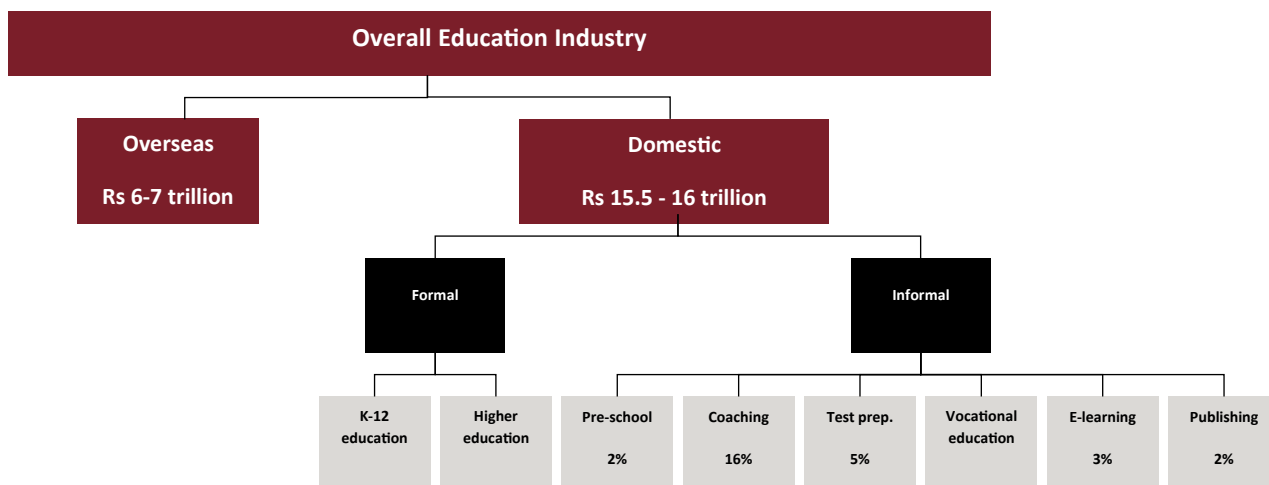 Overall Education Industry
Overseas
Rs 6-7 trillion
Domestic
Rs 15.5 - 16 trillion
Formal
Informal
K-12
education
Higher
education
Pre-school
2%
Coaching
16%
Test prep.
5%
Vocational
education
E-learning
3%
Publishing
2%